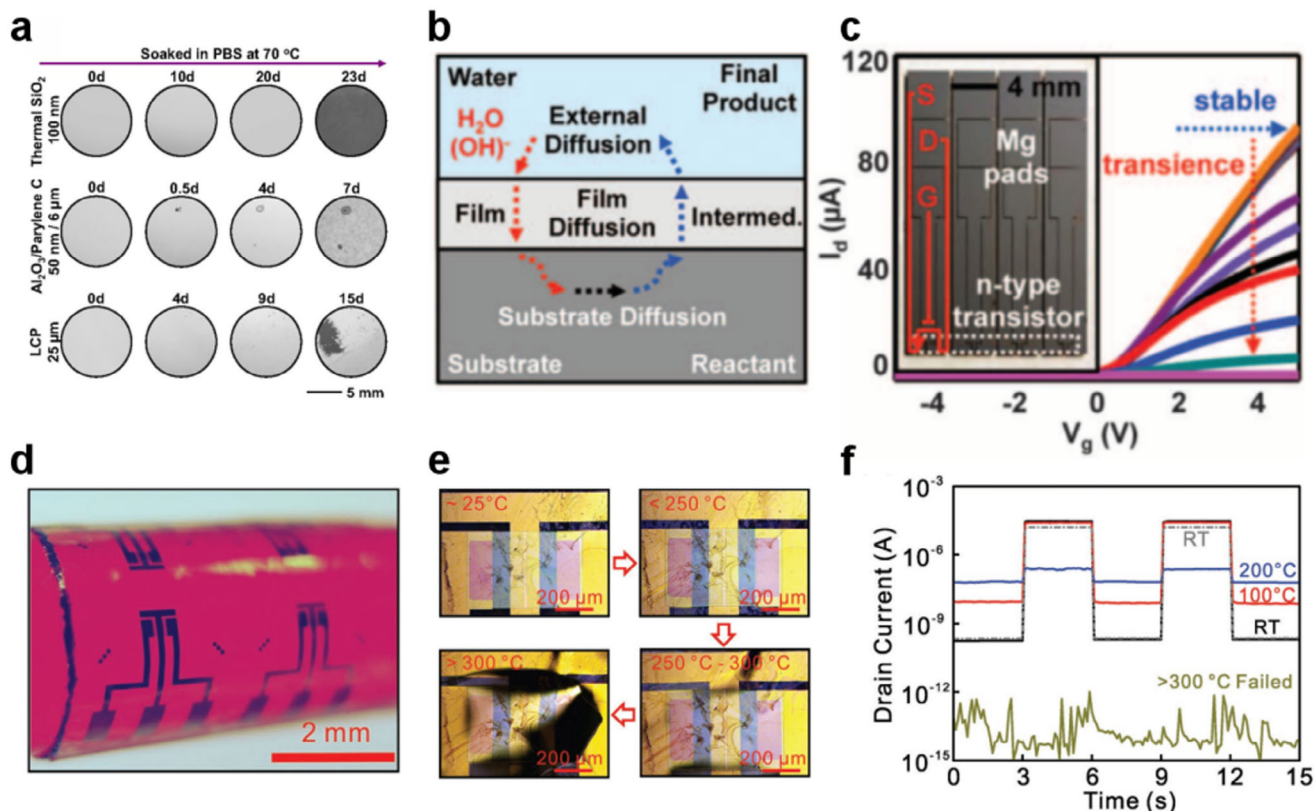 a
Soaked in PBS at 70 °C
Thermal SiO₂
100 nm
0d 10d 20d 23d
Al₂O₃/Parylene C
50 nm / 6 µm
0d 0.5d 4d 7d
LCP
25 µm
0d 4d 9d 15d
5 mm
b
Water
Final
Product
H₂O
(OH)⁻
External
Diffusion
Film
Film
Diffusion
Intermed.
Substrate Diffusion
Substrate
Reactant
c
I_d (µA)
120
80
40
0
S
D
G
4 mm
Mg
pads
n-type
transistor
stable
transience
-4 -2 0 2 4
V_g (V)
d
2 mm
e
~ 25°C
200 µm
< 250°C
200 µm
> 300 °C
200 µm
250°C - 300 °C
200 µm
f
Drain Current (A)
10⁻³
10⁻⁶
10⁻⁹
10⁻¹²
10⁻¹⁵
RT
200°C
100°C
RT
>300 °C Failed
0 3 6 9 12 15
Time (s)